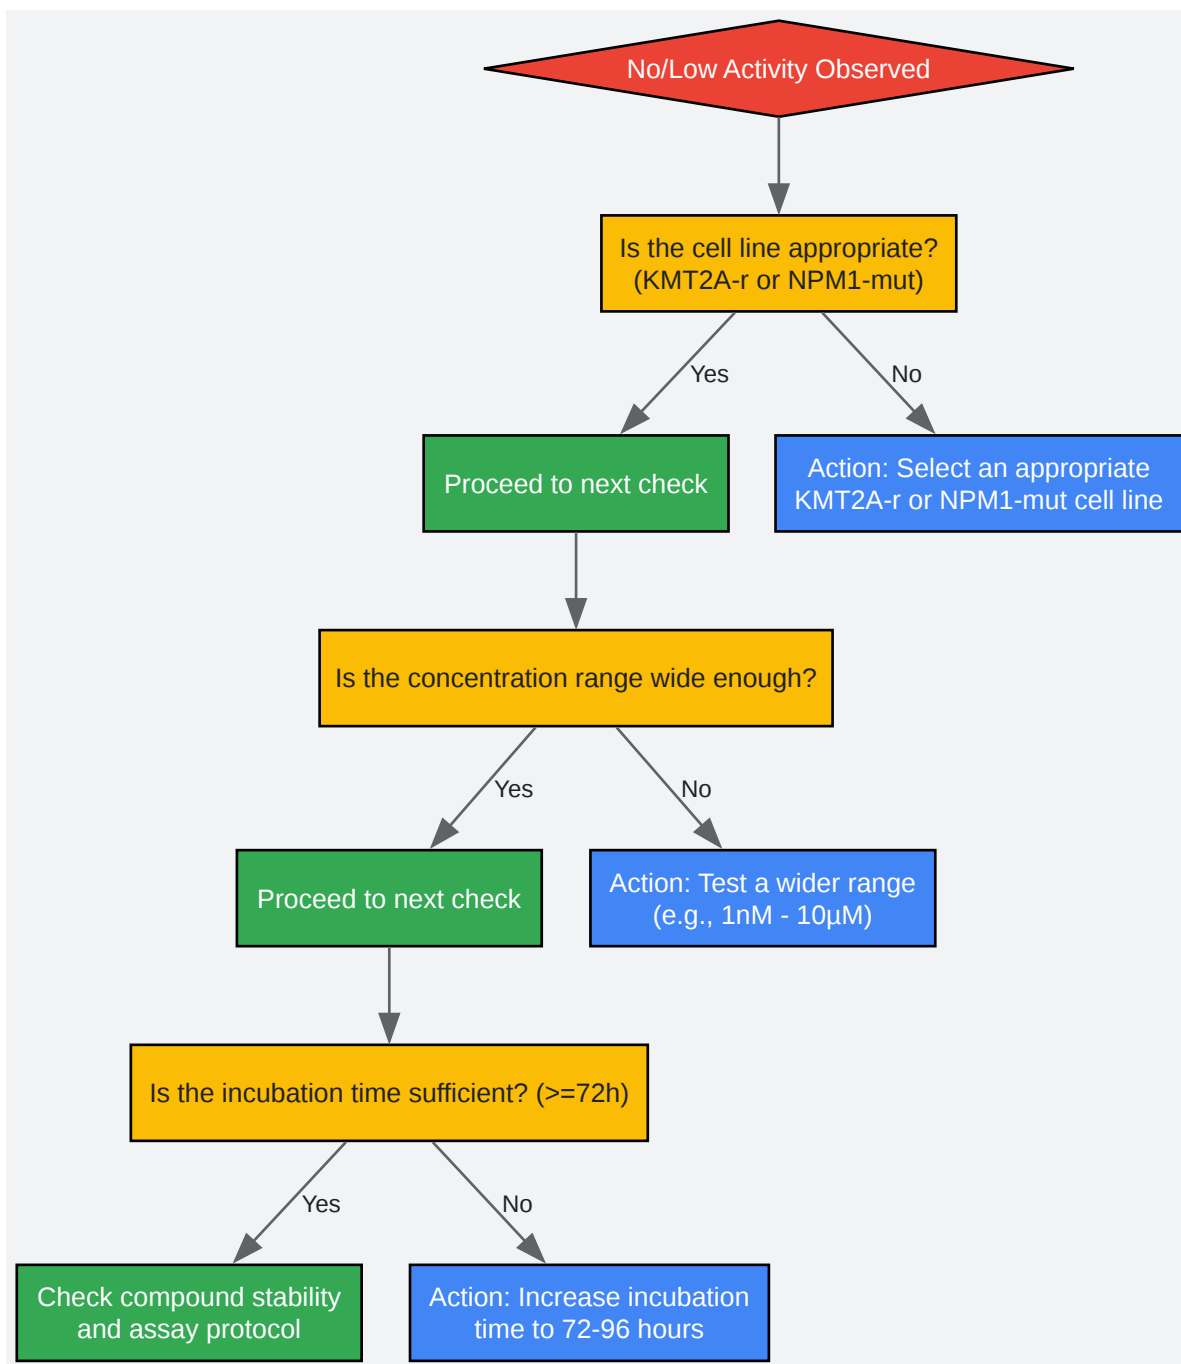 No/Low Activity Observed
Is the cell line appropriate?
(KMT2A-r or NPM1-mut)
Yes
No
Proceed to next check
Action: Select an appropriate
KMT2A-r or NPM1-mut cell line
Is the concentration range wide enough?
Yes
No
Proceed to next check
Action: Test a wider range
(e.g., 1nM - 10µM)
Is the incubation time sufficient? (>=72h)
Yes
No
Check compound stability
and assay protocol
Action: Increase incubation
time to 72-96 hours